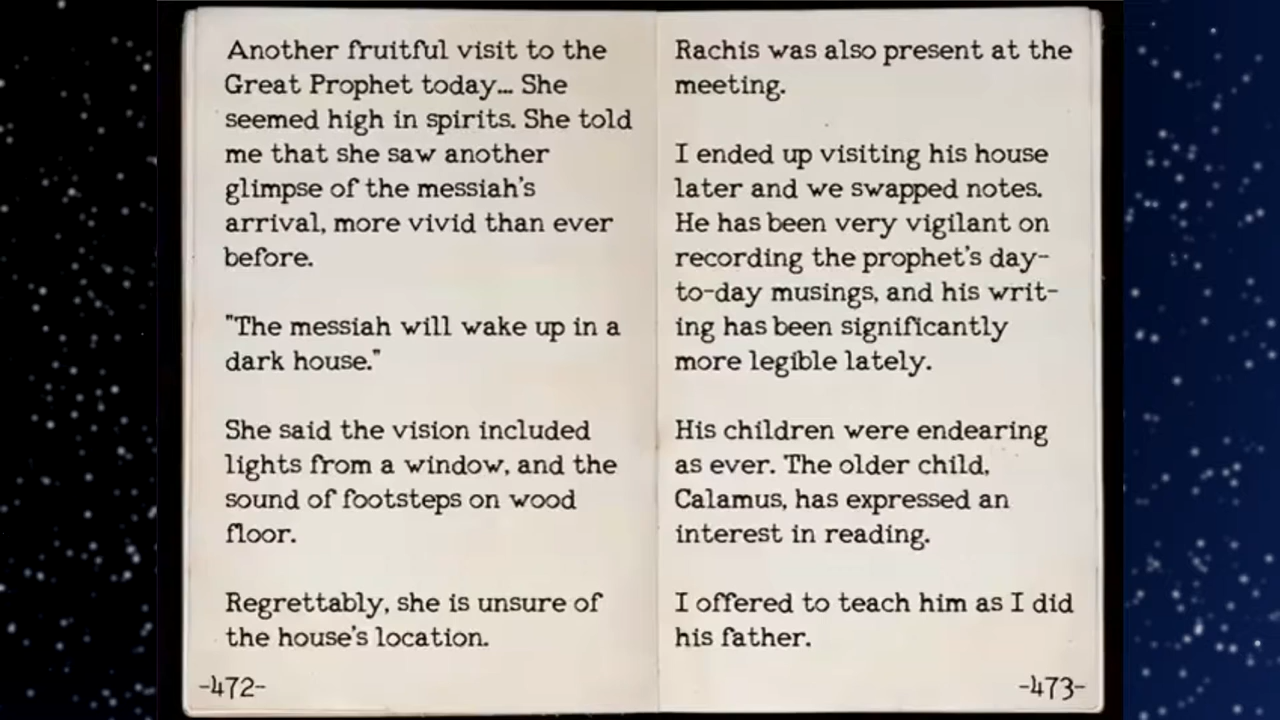 Another fruitful visit to the
Great Prophet today... She
seemed high in spirits. She told
me that she saw another
glimpse of the messiah's
arrival, more vivid than ever
before.
"The messiah will wake up in a
dark house."
She said the vision included
lights from a window, and the
sound of footsteps on wood
floor.
Regrettably, she is unsure of
the house's location.
-472-
Rachis was also present at the
meeting.
I ended up visiting his house
later and we swapped notes.
He has been very vigilant on
recording the prophet's day-
to-day musings, and his writ-
ing has been significantly
more legible lately.
His children were endearing
as ever. The older child,
Calamus, has expressed an
interest in reading.
I offered to teach him as I did
his father.
-473-